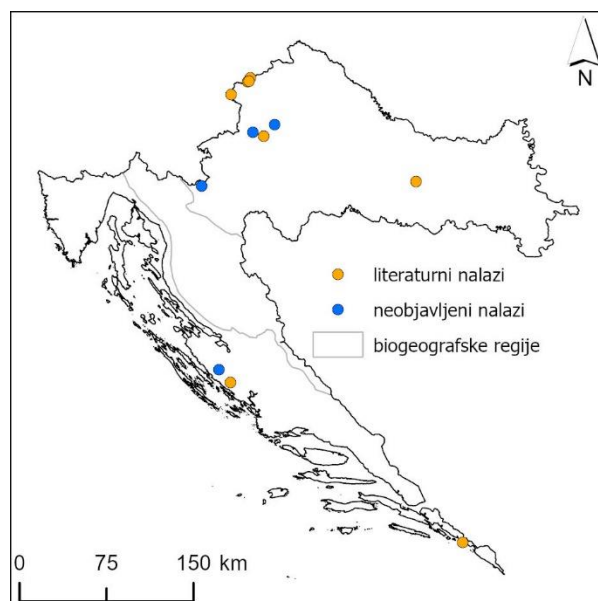 N
literaturni nalazi
neobjavljeni nalazi
biogeografske regije
0 75 150 km